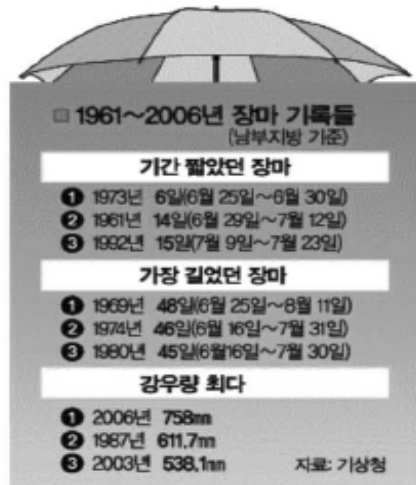 ■ 1961~2006년 장마 기록들
(남부지방 기준)
기간 짧았던 장마
❶ 1973년 6일(6월 25일~6월 30일)
❷ 1961년 14일(6월 29일~7월 12일)
❸ 1992년 15일(7월 9일~7월 23일)
가장 길었던 장마
❶ 1969년 48일(6월 25일~8월 11일)
❷ 1974년 46일(6월 16일~7월 31일)
❸ 1980년 45일(6월16일~7월 30일)
강우량 최다
❶ 2006년 758㎜
❷ 1987년 611.7㎜
❸ 2003년 538.1㎜ 자료: 기상청